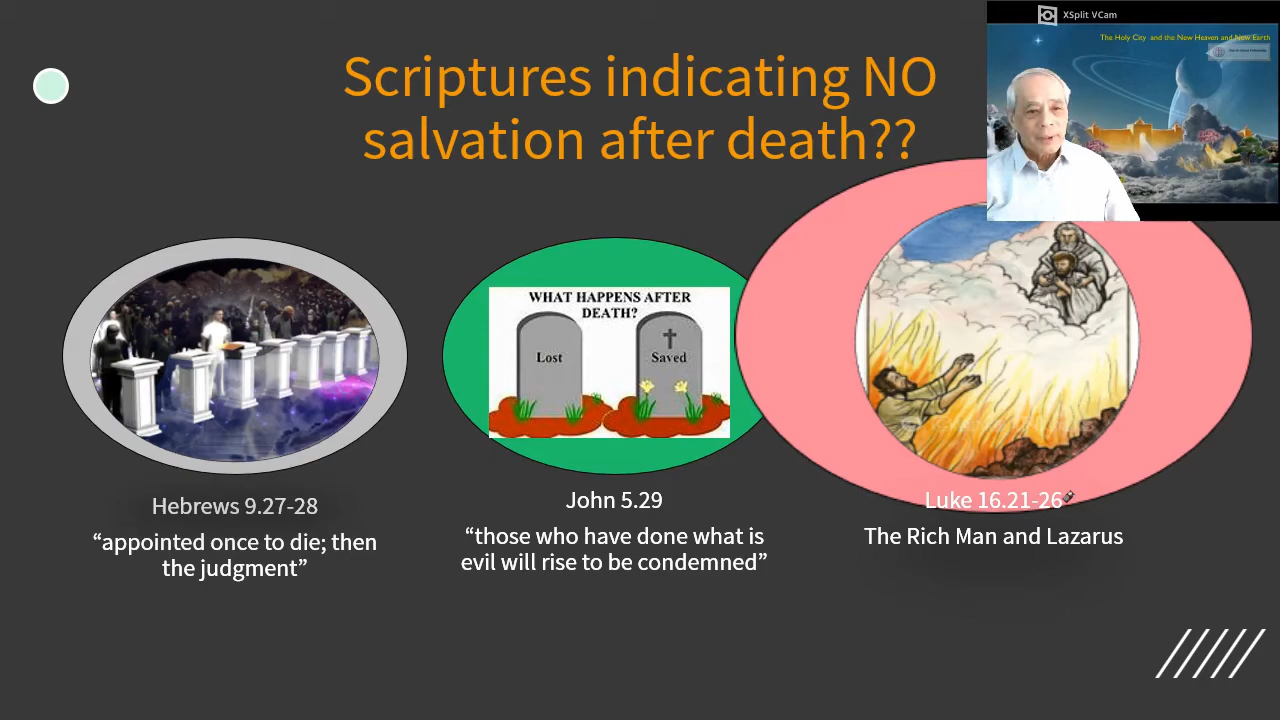 XSplit VCam
The Holy City and the New Heaven and New Earth
Scriptures indicating NO
salvation after death??
WHAT HAPPENS AFTER
DEATH?
Lost
Saved
Hebrews 9.27-28
“appointed once to die; then
the judgment”
John 5.29
“those who have done what is
evil will rise to be condemned”
Luke 16.21-26
The Rich Man and Lazarus